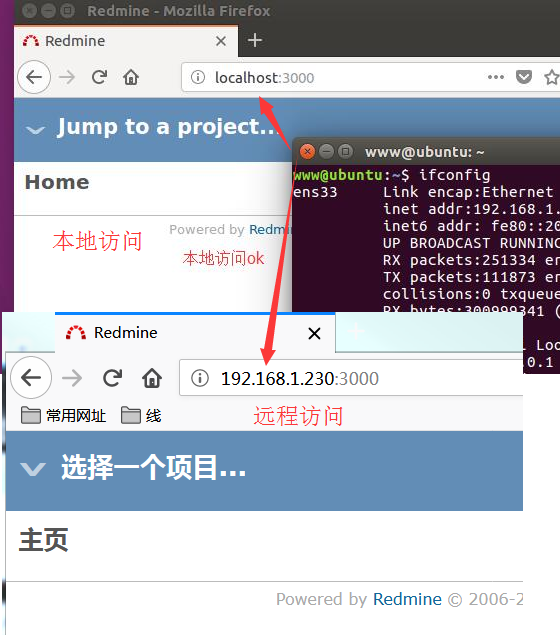 Redmine - Mozilla Firefox
Redmine
localhost:3000
Jump to a project...
www@ubuntu: ~
www@ubuntu:~$ ifconfig
Home
ens33 Link encap:Ethernet
inet addr:192.168.1.
inet6 addr: fe80::20
UP BROADCAST RUNNING
RX packets:251334 er
TX packets:111873 er
collisions:0 txqueue
RX bytes:300999341 (
Powered by Redmi
本地访问
本地访问ok
Loc
0.1
Redmine
192.168.1.230:3000
常用网址 线
远程访问
选择一个项目...
主页
Powered by Redmine © 2006-2